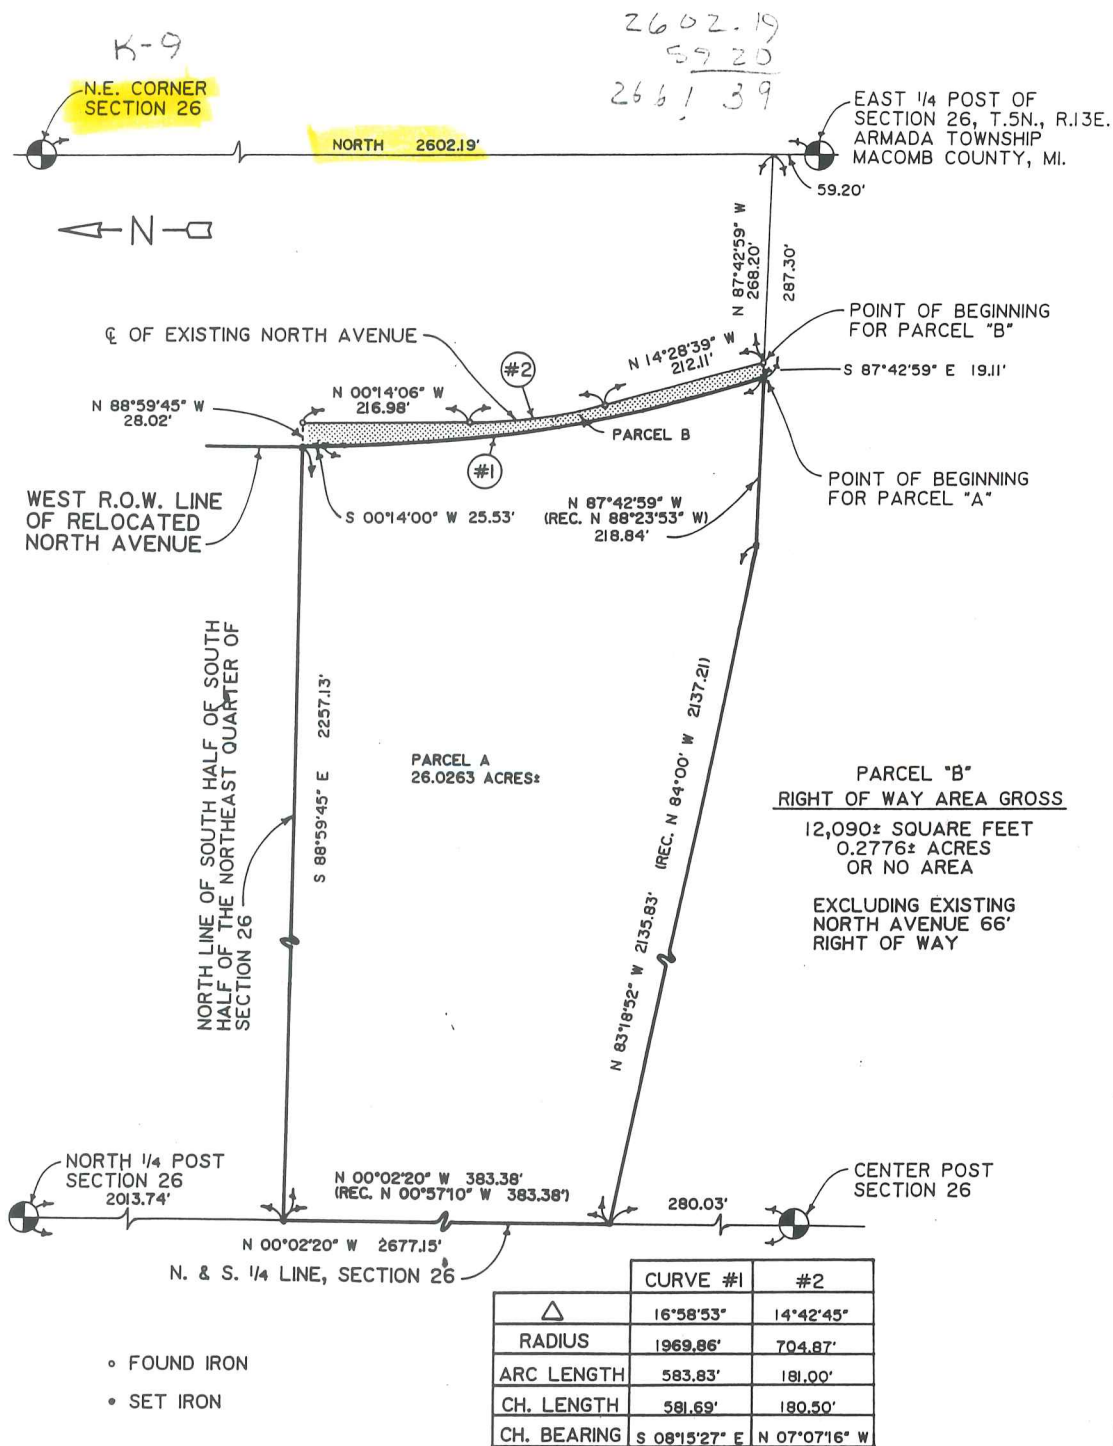 K-9
2602.19
59 20
2661 39
N.E. CORNER
SECTION 26
NORTH 2602.19'
EAST 1/4 POST OF
SECTION 26, T.5N., R.13E.
ARMADA TOWNSHIP
MACOMB COUNTY, MI.
59.20'
N
N 87°42'59" W
268.20'
287.30'
POINT OF BEGINNING
FOR PARCEL "B"
℄ OF EXISTING NORTH AVENUE
#2
N 14°28'39" W
212.11'
S 87°42'59" E 19.11'
N 00°14'06" W
216.98'
N 88°59'45" W
28.02'
PARCEL B
#1
POINT OF BEGINNING
FOR PARCEL "A"
WEST R.O.W. LINE
OF RELOCATED
NORTH AVENUE
S 00°14'00" W 25.53'
N 87°42'59" W
(REC. N 88°23'53" W)
218.84'
NORTH LINE OF SOUTH HALF OF SOUTH
HALF OF THE NORTHEAST QUARTER OF
SECTION 26
S 88°59'45" E 2257.13'
PARCEL A
26.0263 ACRES±
N 83°18'52" W 2135.83' (REC. N 84°00' W 2137.21)
PARCEL "B"
RIGHT OF WAY AREA GROSS
12,090± SQUARE FEET
0.2776± ACRES
OR NO AREA
EXCLUDING EXISTING
NORTH AVENUE 66'
RIGHT OF WAY
NORTH 1/4 POST
SECTION 26
2013.74'
N 00°02'20" W 383.38'
(REC. N 00°57'10" W 383.38')
280.03'
CENTER POST
SECTION 26
N 00°02'20" W 2677.15'
N. & S. 1/4 LINE, SECTION 26
CURVE #1 #2
△ 16°58'53" 14°42'45"
RADIUS 1969.86' 704.87'
ARC LENGTH 583.83' 181.00'
CH. LENGTH 581.69' 180.50'
CH. BEARING S 08°15'27" E N 07°07'16" W
○ FOUND IRON
• SET IRON